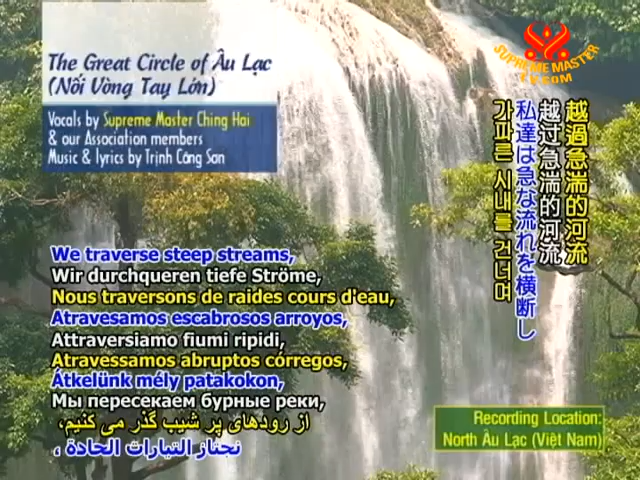 The Great Circle of Âu Lạc
(Nối Vòng Tay Lớn)
Vocals by Supreme Master Ching Hai
& our Association members
Music & lyrics by Trịnh Công Sơn
SUPREME MASTER
TV.COM
越過急湍的河流
越过急湍的河流
私達は急な流れを横断し
가파른 시내를 건너며
We traverse steep streams,
Wir durchqueren tiefe Ströme,
Nous traversons de raides cours d'eau,
Atravesamos escabrosos arroyos,
Attraversiamo fiumi ripidi,
Atravessamos abruptos córregos,
Átkelünk mély patakokon,
Мы пересекаем бурные реки,
از رودهای پر شیب گذر می کنیم،
نجتاز التيارات الحادة ،
Recording Location:
North Âu Lạc (Việt Nam)